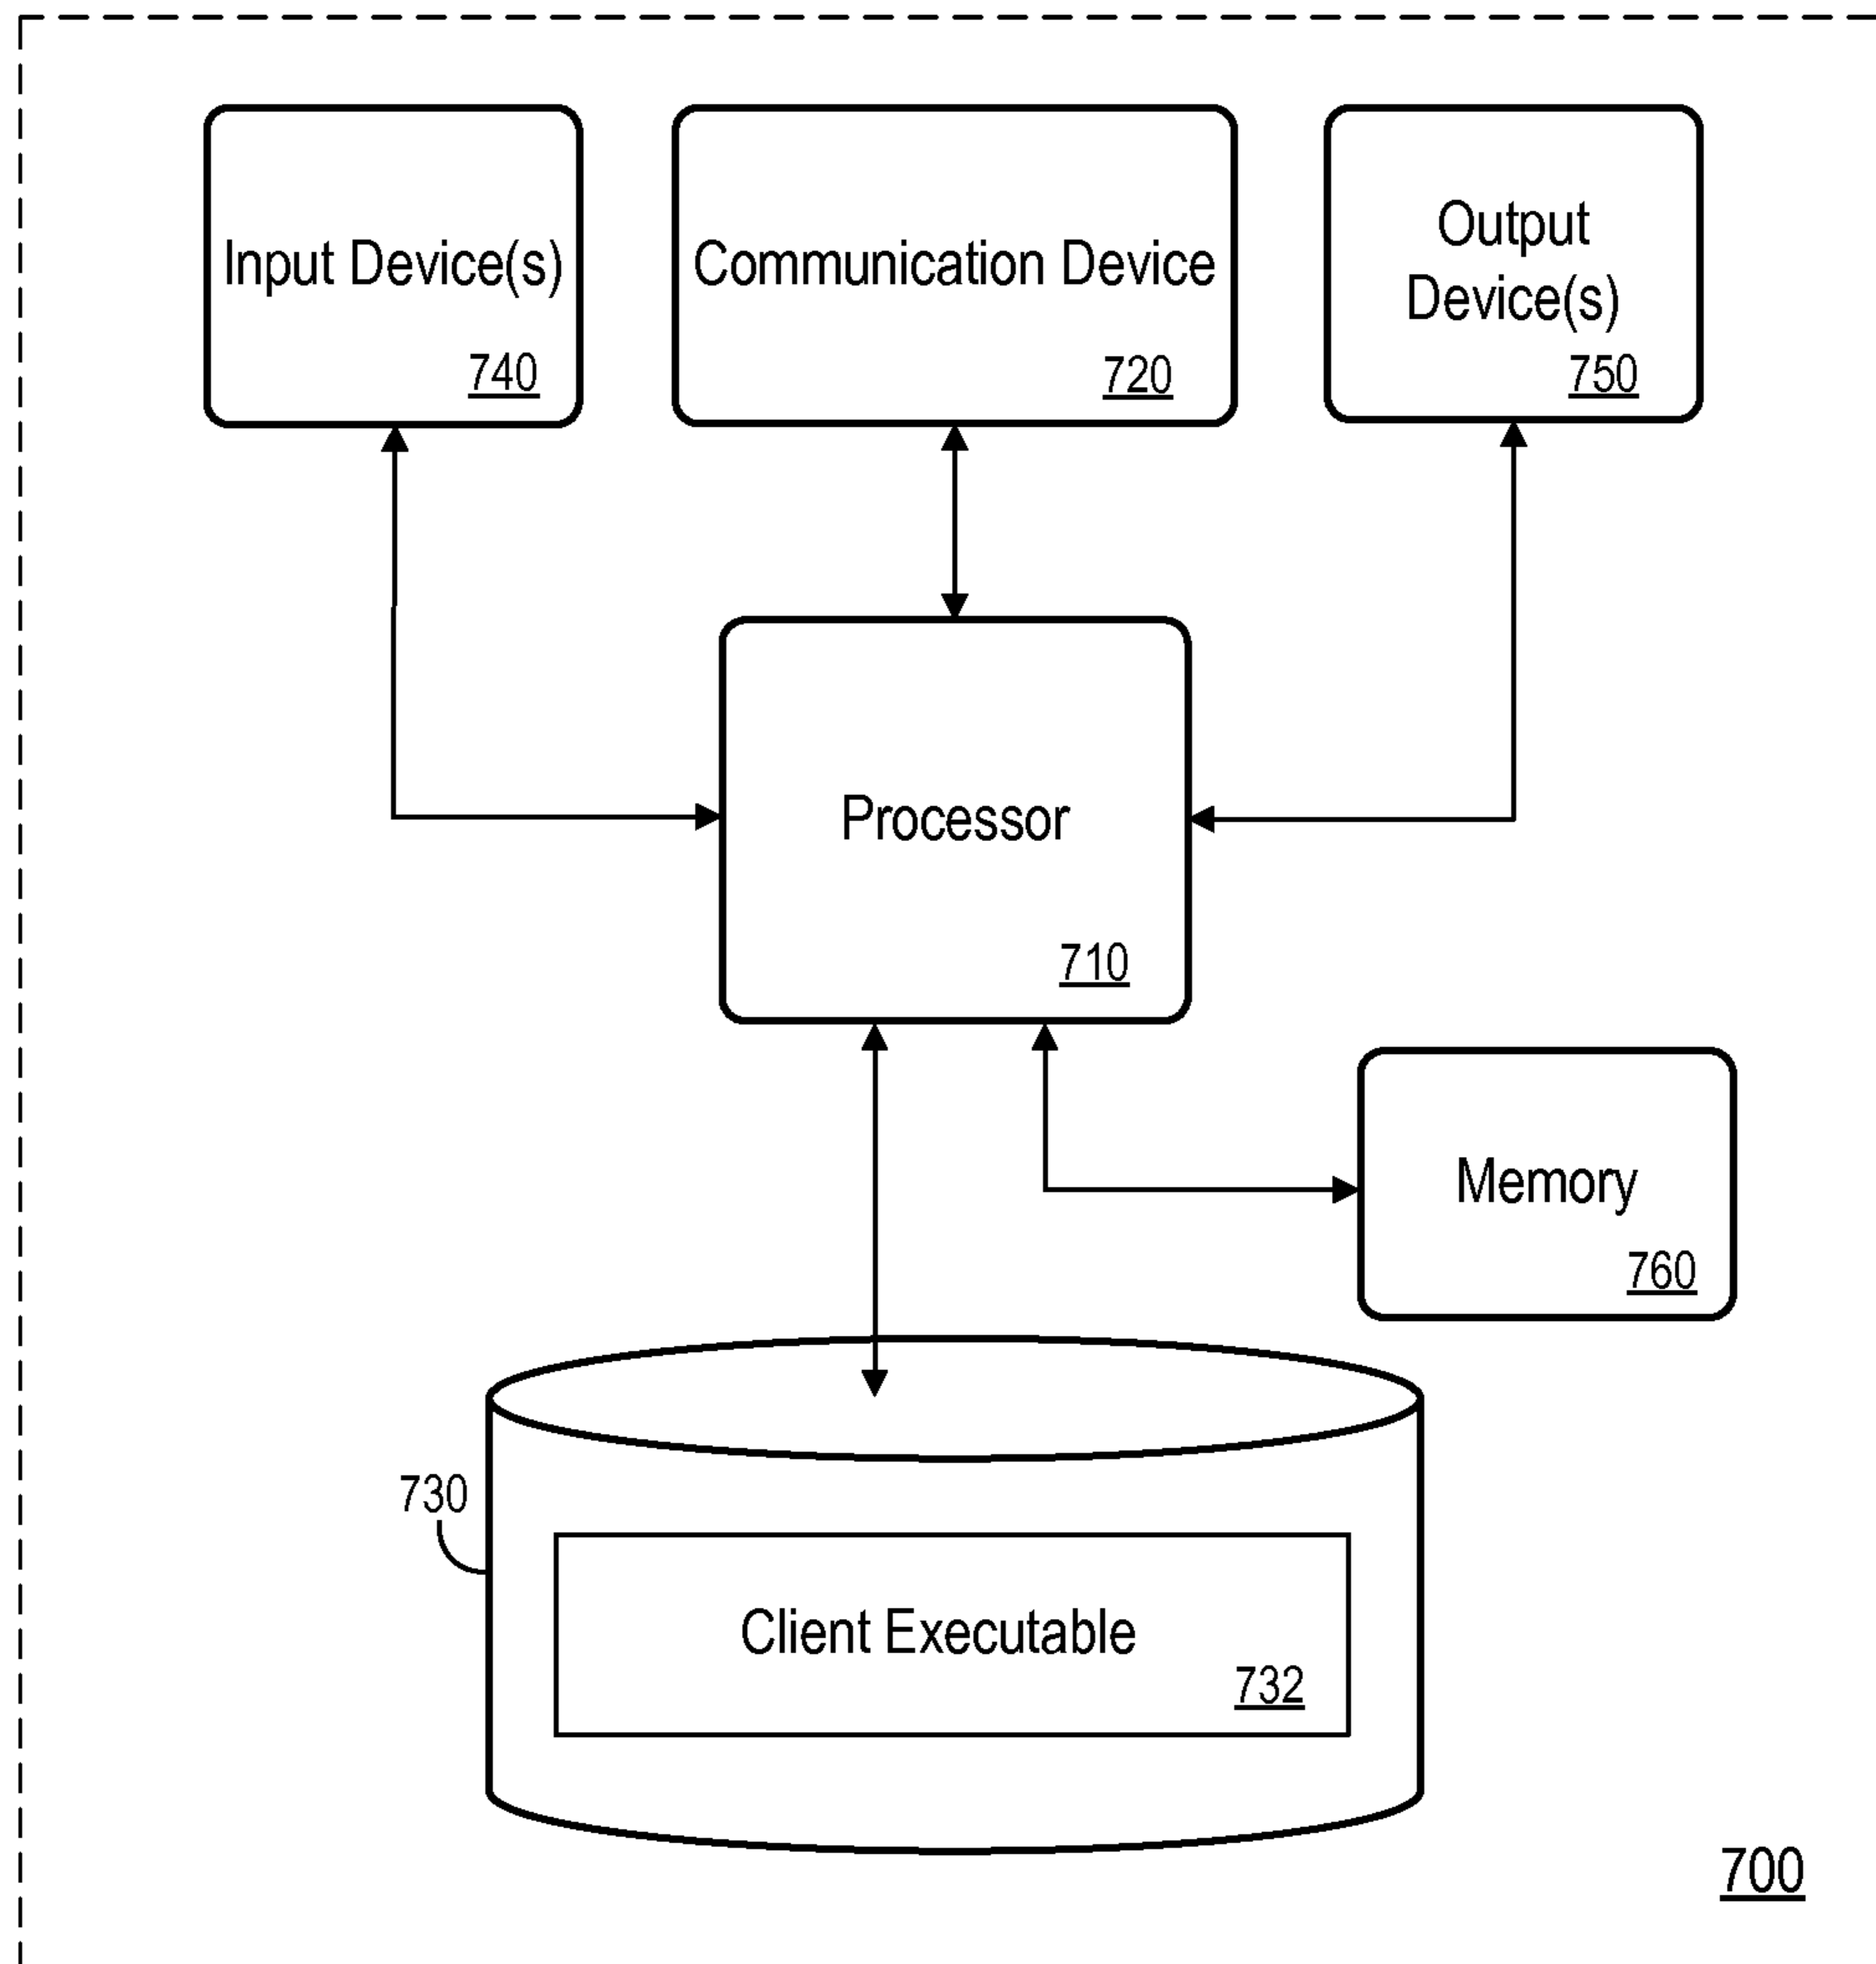 Input Device(s)
740
Communication Device
720
Output
Device(s)
750
Processor
710
Memory
760
730
Client Executable
732
700